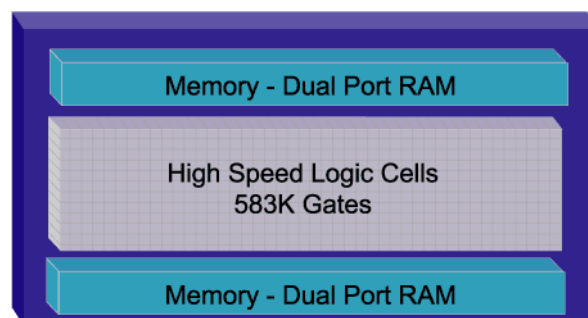 Memory - Dual Port RAM
High Speed Logic Cells
583K Gates
Memory - Dual Port RAM